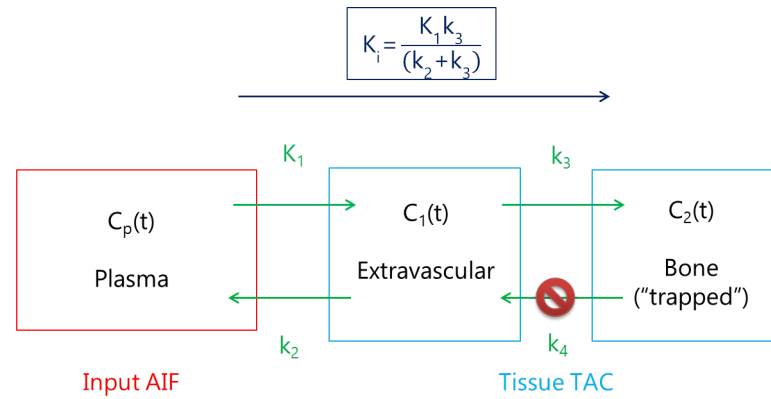 K₁k₃
Kᵢ=
(k₂+k₃)
K₁
k₃
Cₚ(t)
C₁(t)
C₂(t)
Plasma
Extravascular
Bone
(“trapped”)
k₂
k₄
Input AIF
Tissue TAC